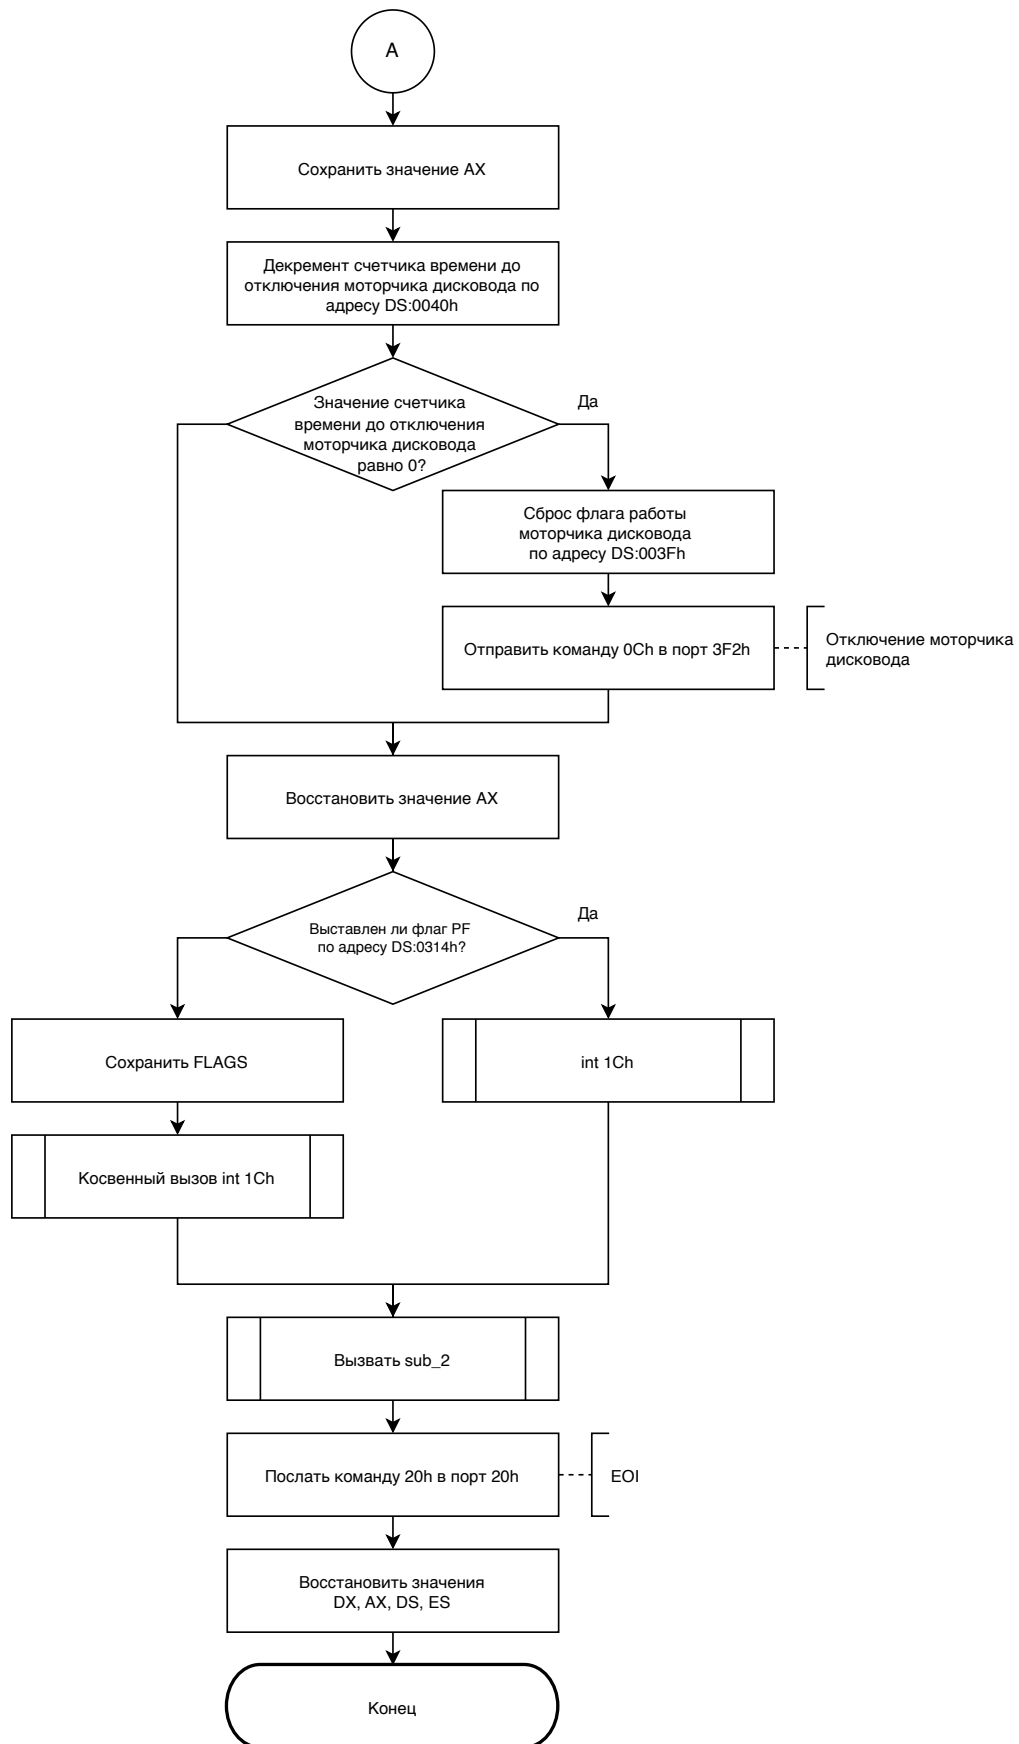 A
Сохранить значение AX
Декремент счетчика времени до
отключения моторчика дисковода по
адресу DS:0040h
Значение счетчика
времени до отключения
моторчика дисковода
равно 0?
Да
Сброс флага работы
моторчика дисковода
по адресу DS:003Fh
Отправить команду 0Ch в порт 3F2h
Отключение моторчика
дисковода
Восстановить значение AX
Выставлен ли флаг PF
по адресу DS:0314h?
Да
Сохранить FLAGS
int 1Ch
Косвенный вызов int 1Ch
Вызвать sub_2
Послать команду 20h в порт 20h
EOI
Восстановить значения
DX, AX, DS, ES
Конец